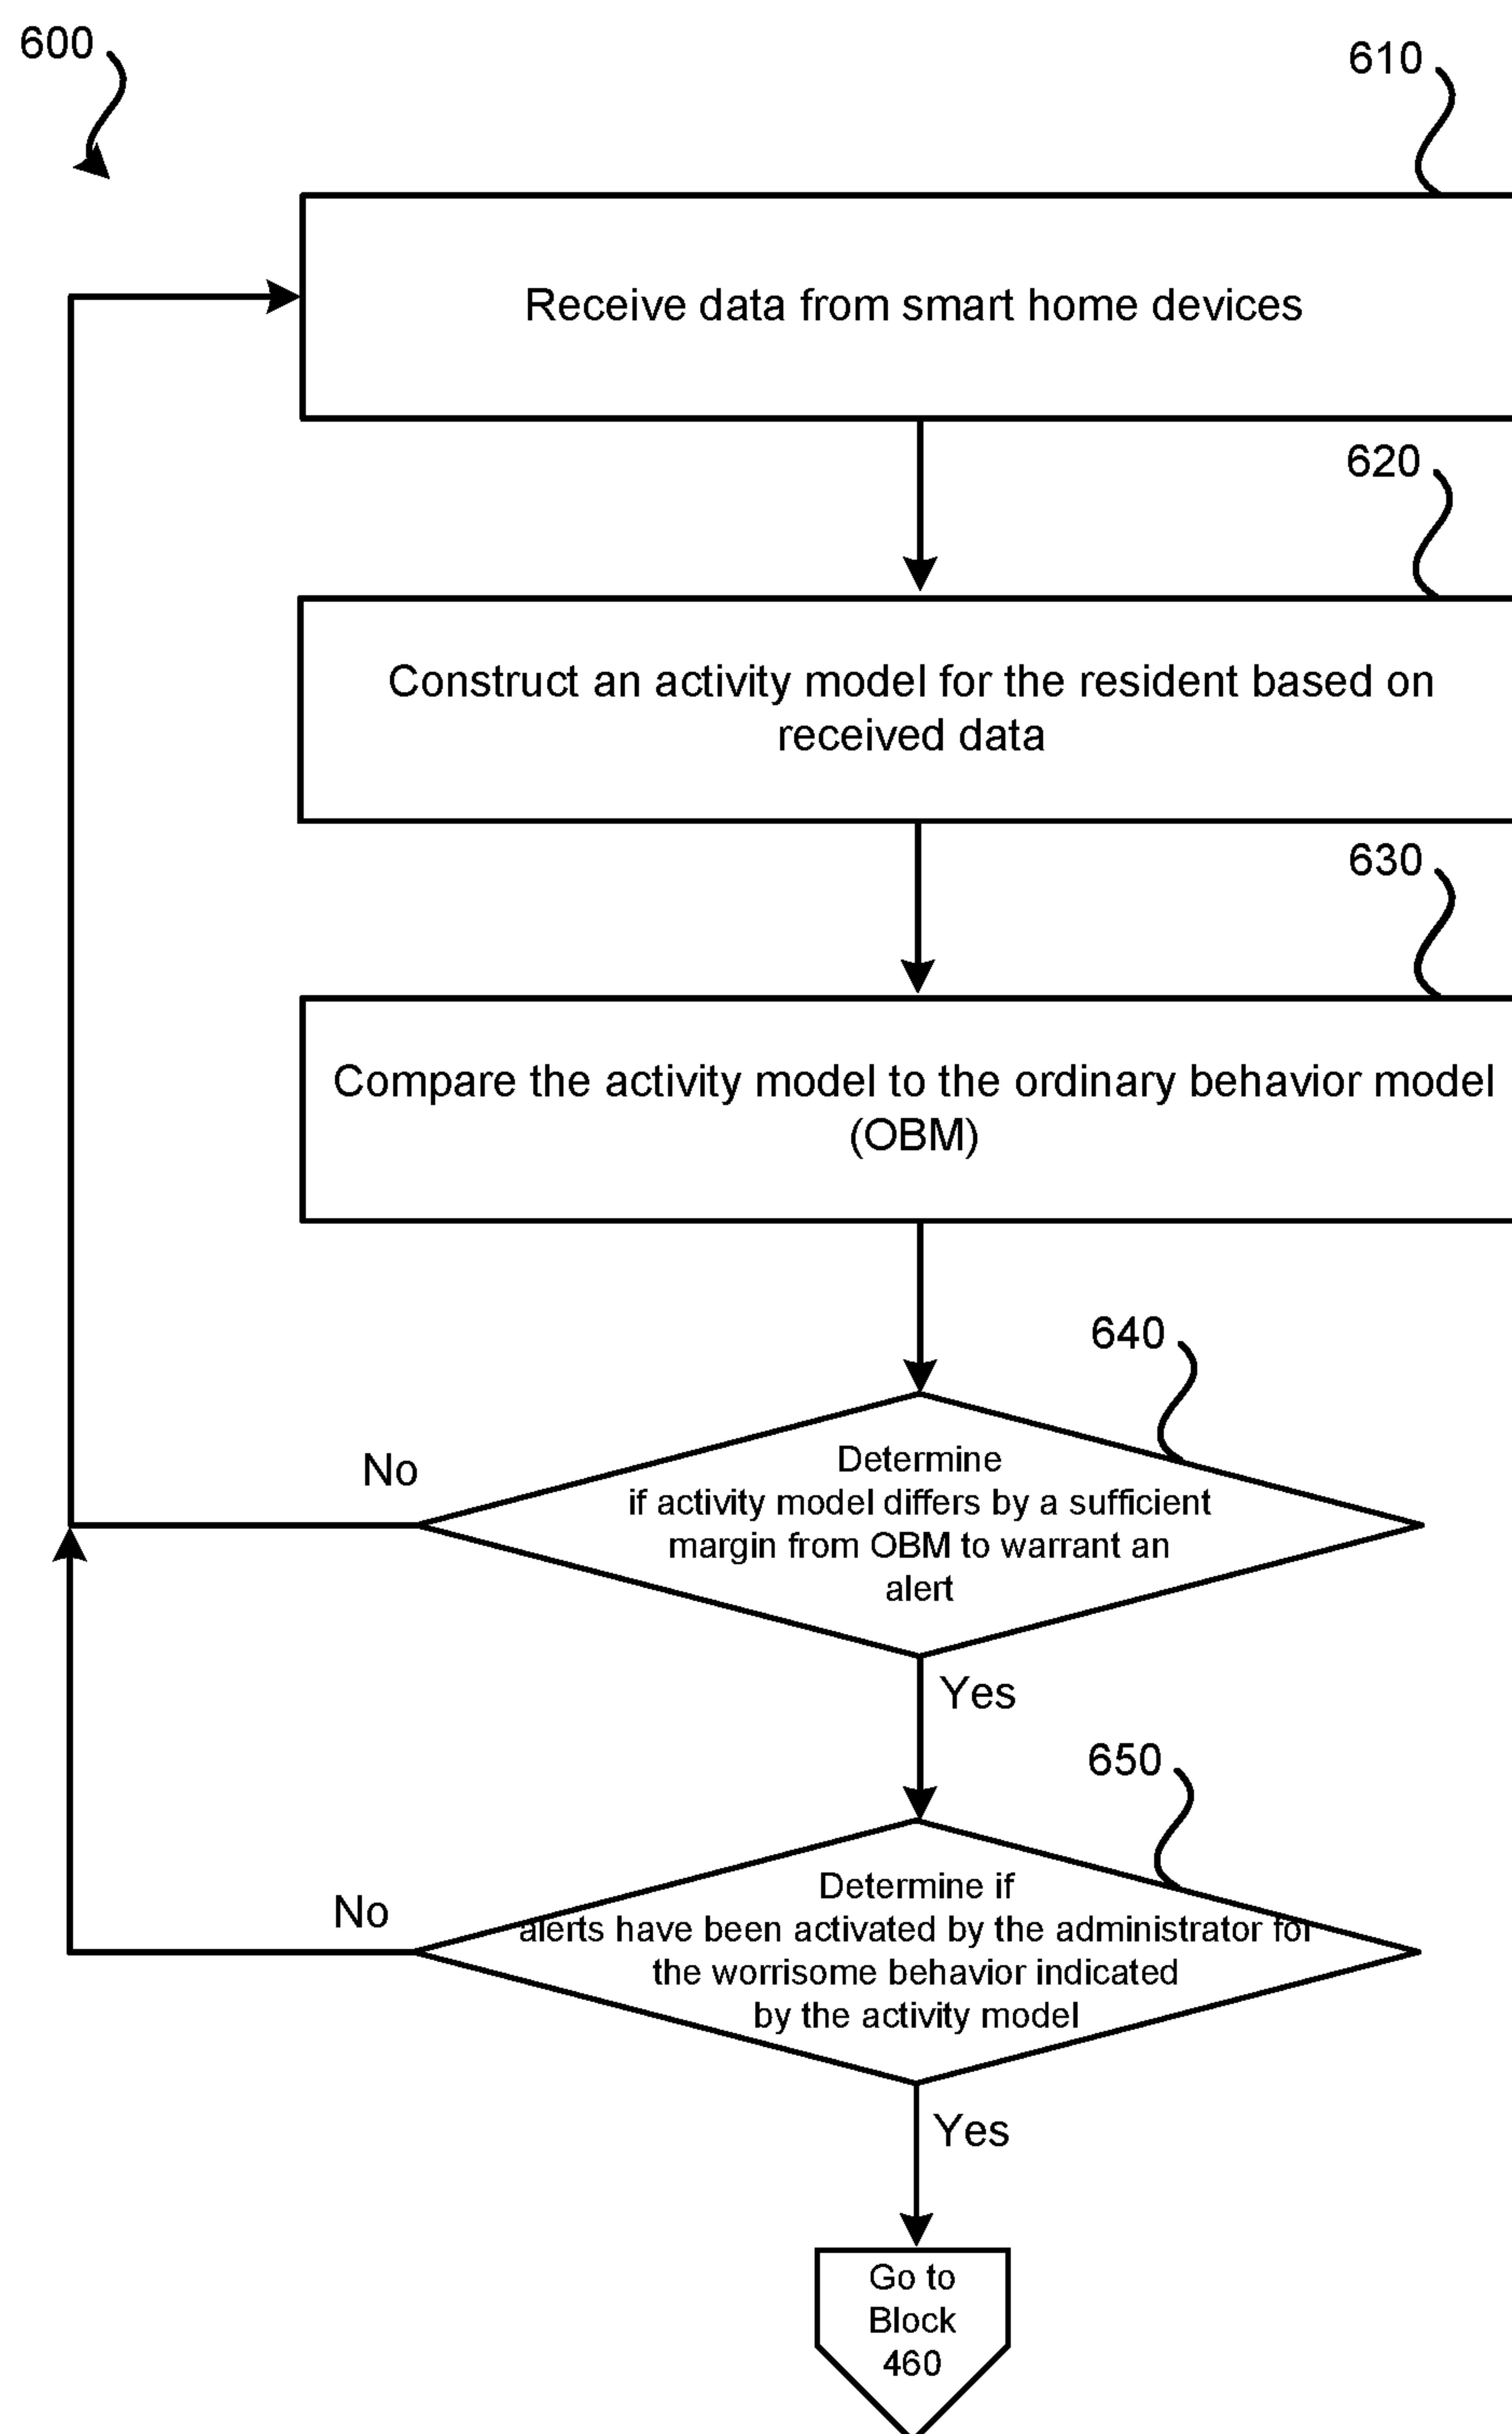 600
610
Receive data from smart home devices
620
Construct an activity model for the resident based on
received data
630
Compare the activity model to the ordinary behavior model
(OBM)
640
No
Determine
if activity model differs by a sufficient
margin from OBM to warrant an
alert
Yes
650
No
Determine if
alerts have been activated by the administrator for
the worrisome behavior indicated
by the activity model
Yes
Go to
Block
460